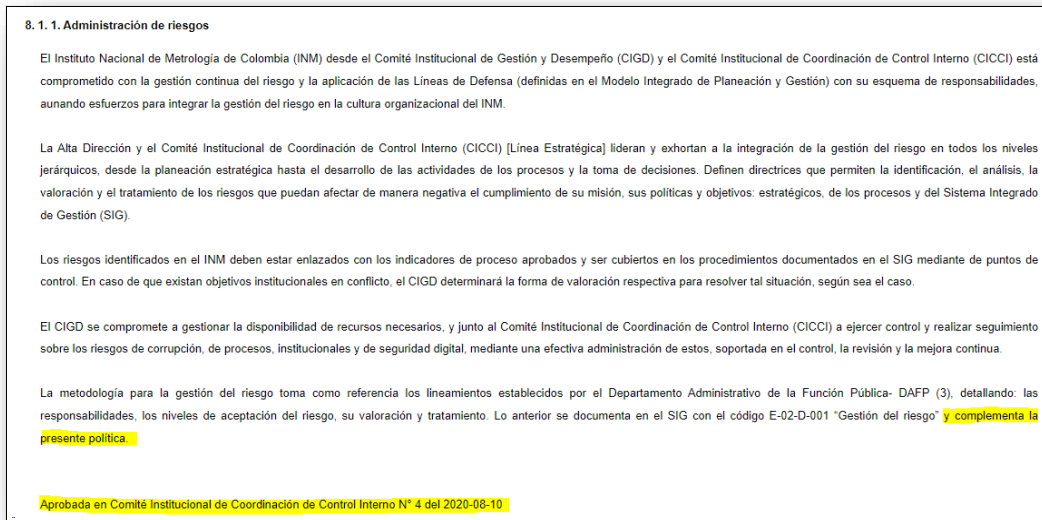 8. 1. 1. Administración de riesgos
El Instituto Nacional de Metrología de Colombia (INM) desde el Comité Institucional de Gestión y Desempeño (CIGD) y el Comité Institucional de Coordinación de Control Interno (CICCI) está
comprometido con la gestión continua del riesgo y la aplicación de las Líneas de Defensa (definidas en el Modelo Integrado de Planeación y Gestión) con su esquema de responsabilidades,
aunando esfuerzos para integrar la gestión del riesgo en la cultura organizacional del INM.
La Alta Dirección y el Comité Institucional de Coordinación de Control Interno (CICCI) [Línea Estratégica] lideran y exhortan a la integración de la gestión del riesgo en todos los niveles
jerárquicos, desde la planeación estratégica hasta el desarrollo de las actividades de los procesos y la toma de decisiones. Definen directrices que permiten la identificación, el análisis, la
valoración y el tratamiento de los riesgos que puedan afectar de manera negativa el cumplimiento de su misión, sus políticas y objetivos: estratégicos, de los procesos y del Sistema Integrado
de Gestión (SIG).
Los riesgos identificados en el INM deben estar enlazados con los indicadores de proceso aprobados y ser cubiertos en los procedimientos documentados en el SIG mediante de puntos de
control. En caso de que existan objetivos institucionales en conflicto, el CIGD determinará la forma de valoración respectiva para resolver tal situación, según sea el caso.
El CIGD se compromete a gestionar la disponibilidad de recursos necesarios, y junto al Comité Institucional de Coordinación de Control Interno (CICCI) a ejercer control y realizar seguimiento
sobre los riesgos de corrupción, de procesos, institucionales y de seguridad digital, mediante una efectiva administración de estos, soportada en el control, la revisión y la mejora continua.
La metodología para la gestión del riesgo toma como referencia los lineamientos establecidos por el Departamento Administrativo de la Función Pública- DAFP (3), detallando: las
responsabilidades, los niveles de aceptación del riesgo, su valoración y tratamiento. Lo anterior se documenta en el SIG con el código E-02-D-001 “Gestión del riesgo” y complementa la
presente política.
Aprobada en Comité Institucional de Coordinación de Control Interno N° 4 del 2020-08-10